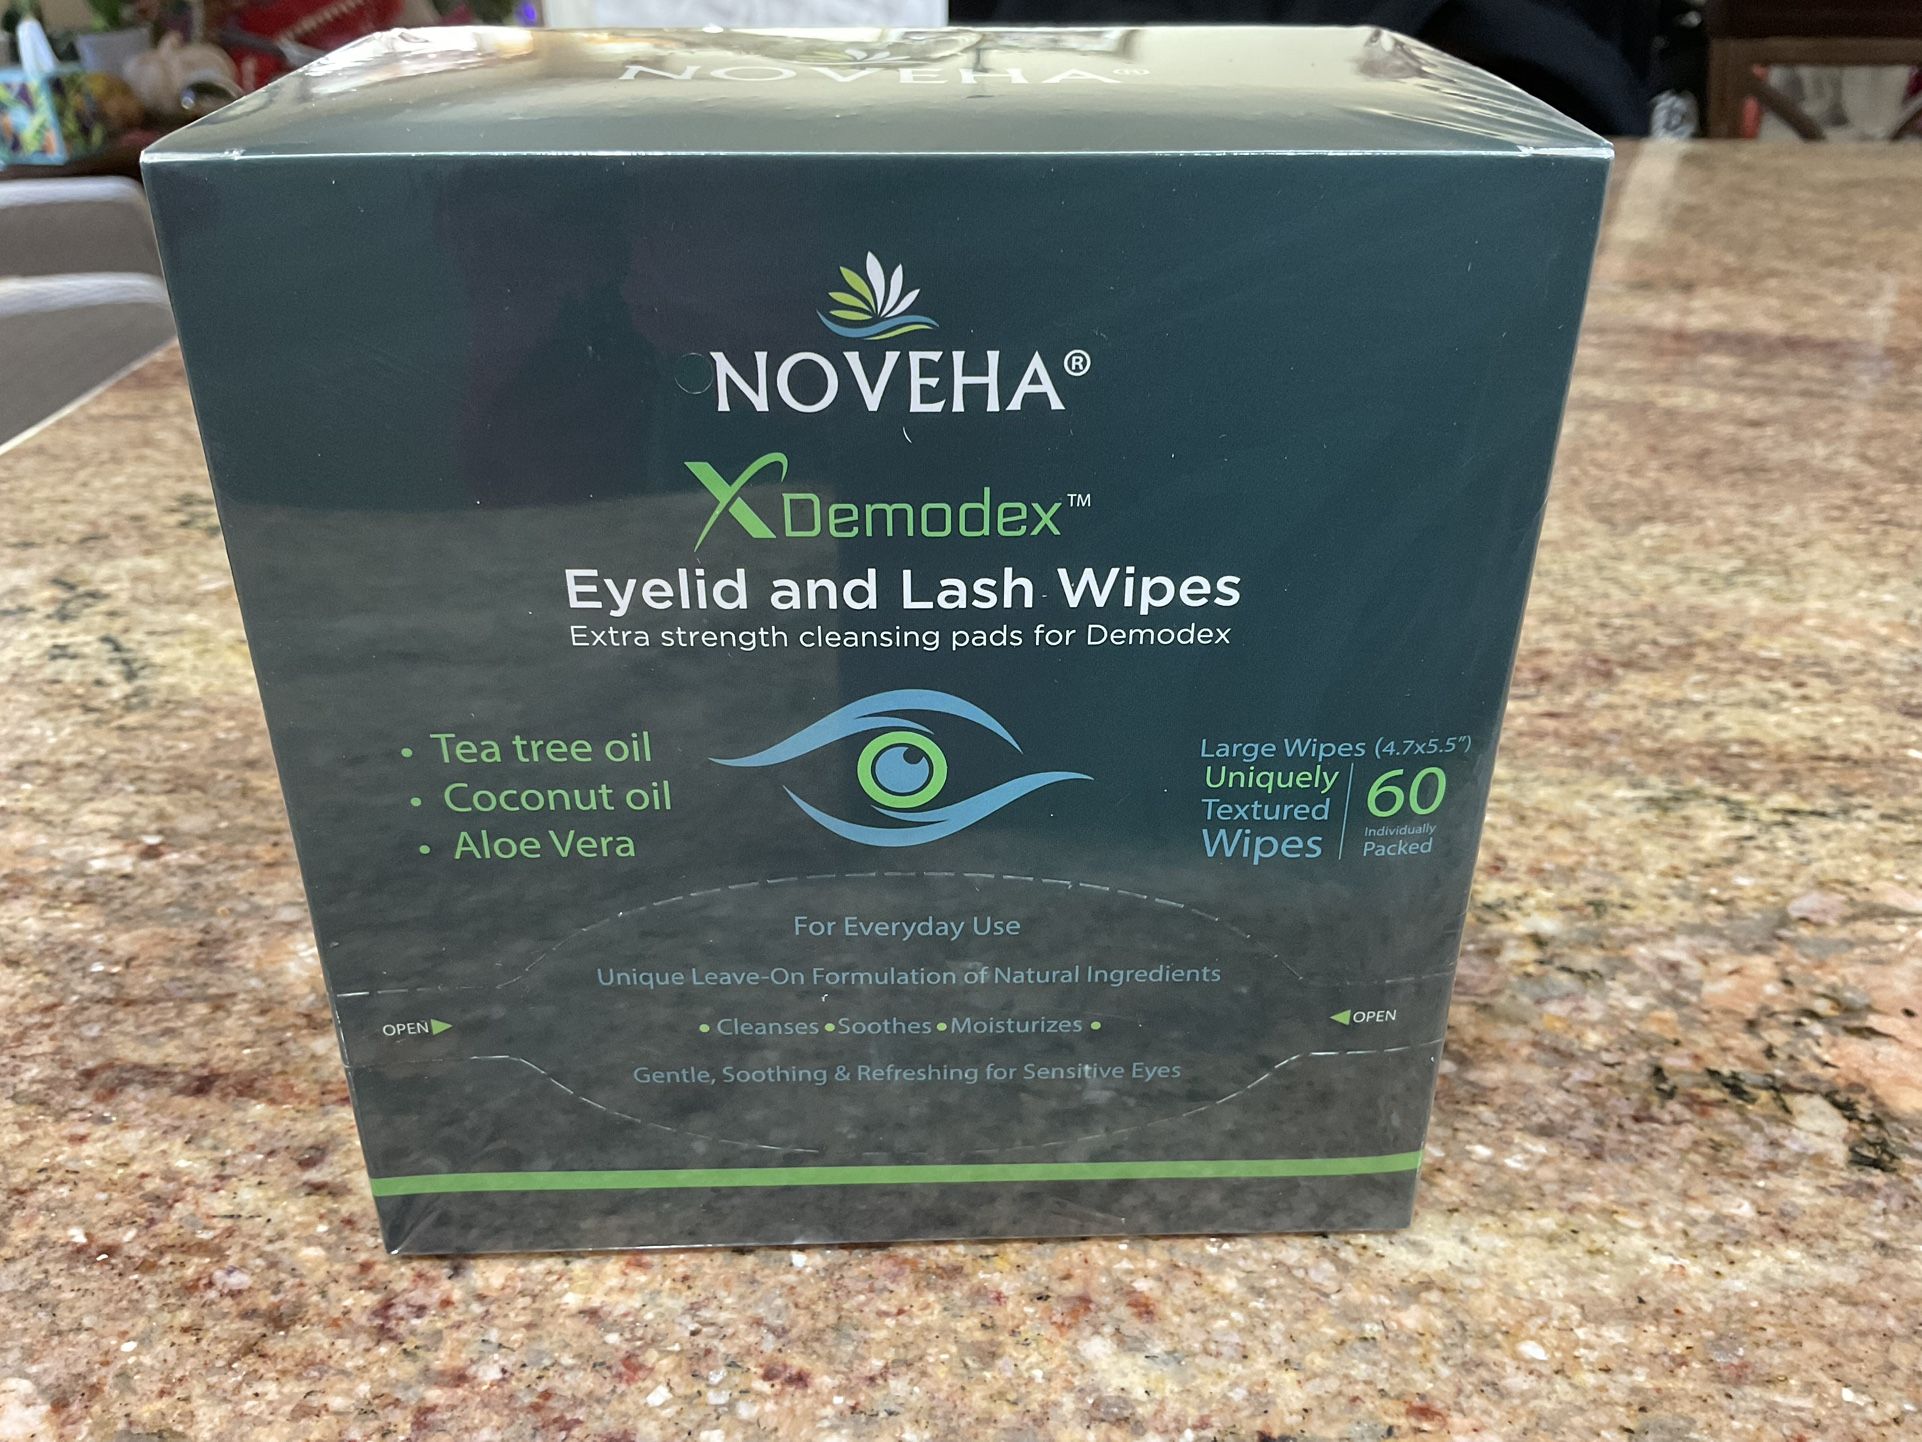 NOVEHA®
NOVEHA®
XDemodex™
Eyelid and Lash Wipes
Extra strength cleansing pads for Demodex
• Tea tree oil
• Coconut oil
• Aloe Vera
Large Wipes (4.7x5.5")
Uniquely
Textured
Wipes
60
Individually
Packed
For Everyday Use
Unique Leave-On Formulation of Natural Ingredients
OPEN
• Cleanses • Soothes • Moisturizes •
OPEN
Gentle, Soothing & Refreshing for Sensitive Eyes